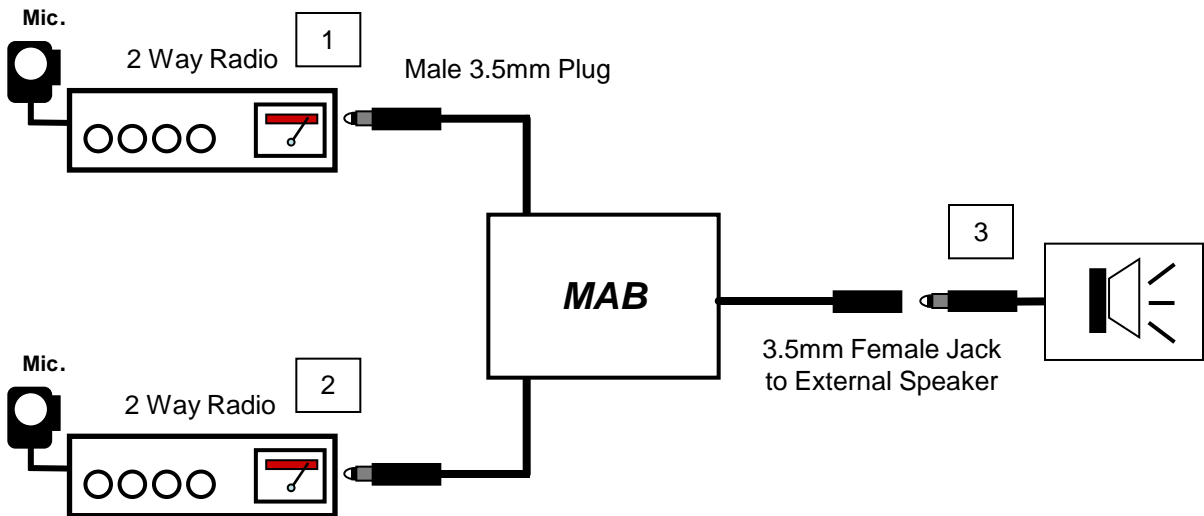 Mic.
2 Way Radio
1
Male 3.5mm Plug
MAB
3
3.5mm Female Jack
to External Speaker
Mic.
2 Way Radio
2